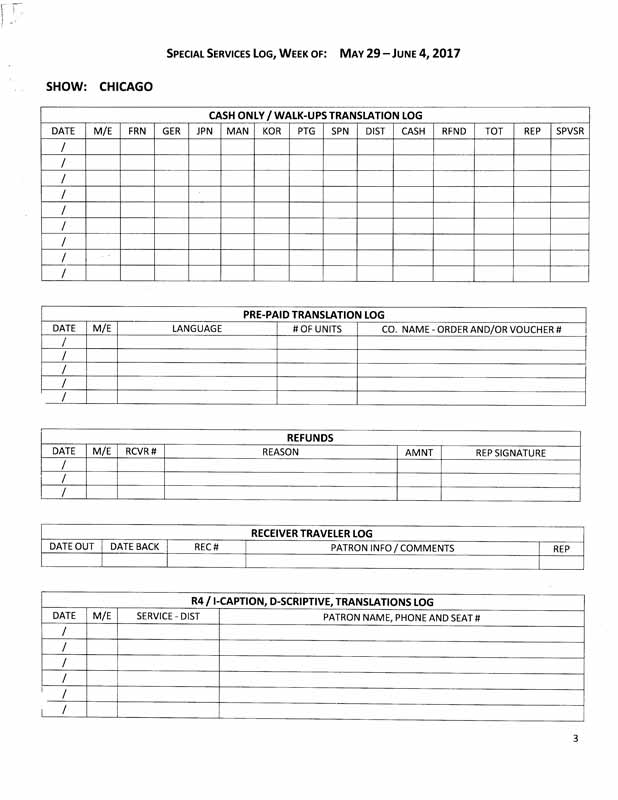 SPECIAL SERVICES LOG, WEEK OF: MAY 29 – JUNE 4, 2017
SHOW: CHICAGO
CASH ONLY / WALK-UPS TRANSLATION LOG
DATE M/E FRN GER JPN MAN KOR PTG SPN DIST CASH RFND TOT REP SPVSR
/
/
/
/
/
/
/
/
/
PRE-PAID TRANSLATION LOG
DATE M/E LANGUAGE # OF UNITS CO. NAME - ORDER AND/OR VOUCHER #
/
/
/
/
/
REFUNDS
DATE M/E RCVR # REASON AMNT REP SIGNATURE
/
/
/
RECEIVER TRAVELER LOG
DATE OUT DATE BACK REC # PATRON INFO / COMMENTS REP
R4 / I-CAPTION, D-SCRIPTIVE, TRANSLATIONS LOG
DATE M/E SERVICE - DIST PATRON NAME, PHONE AND SEAT #
/
/
/
/
/
/
3